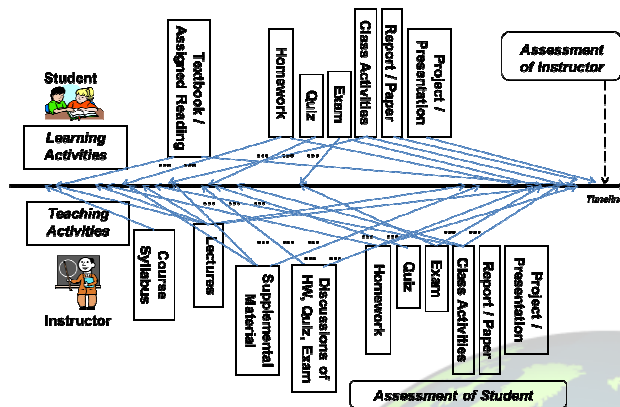 Student
Learning
Activities
Textbook /
Assigned Reading
Homework
Quiz
Exam
Class Activities
Report / Paper
Project /
Presentation
Assessment
of Instructor
... ...
... ... ...
Timeline
Teaching
Activities
Instructor
Course
Syllabus
Lectures
... ...
... ... ...
... ...
... ...
Supplemental
Material
Discussions of
HW, Quiz, Exam
Homework
Quiz
Exam
Class Activities
Report / Paper
Project /
Presentation
Assessment of Student